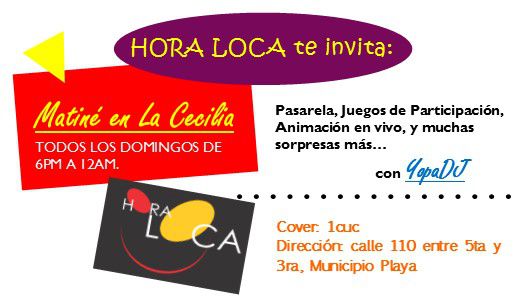 HORA LOCA te invita:
Matiné en La Cecilia
TODOS LOS DOMINGOS DE
6PM A 12AM.
Pasarela, Juegos de Participación,
Animación en vivo, y muchas
sorpresas más...
con YopaDJ
HORA
LOCA
Cover: 1cuc
Dirección: calle 110 entre 5ta y
3ra, Municipio Playa